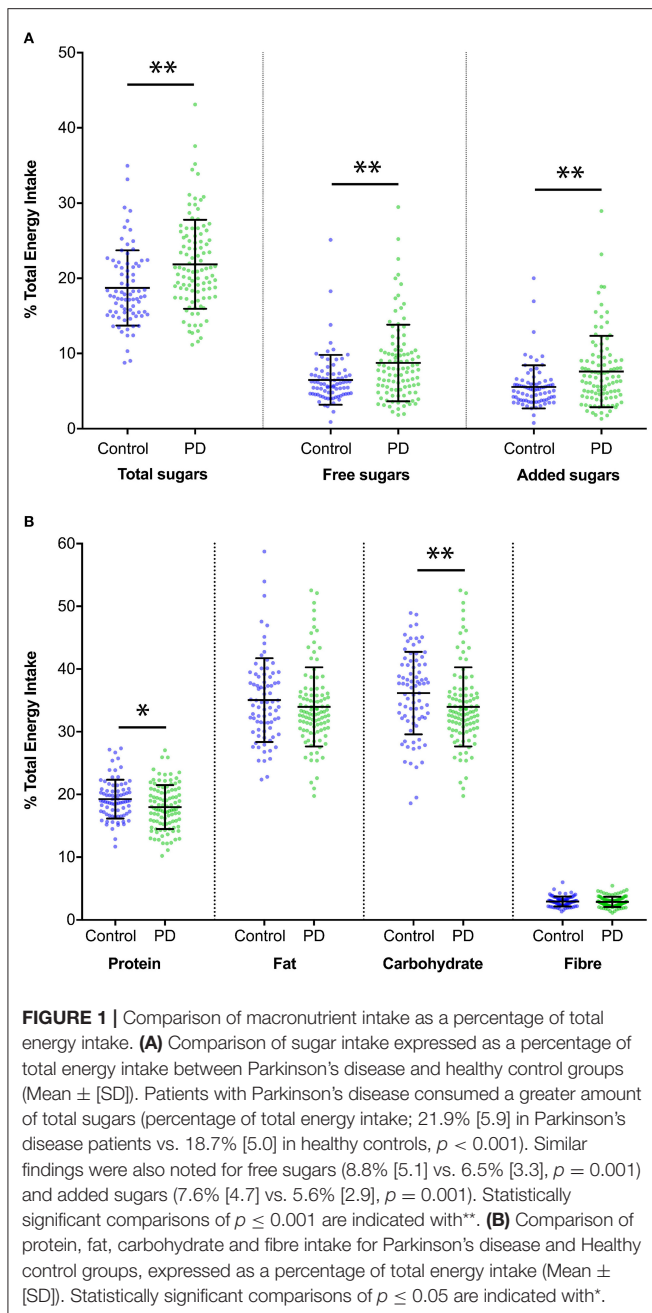 A
50
40
30
20
10
0
% Total Energy Intake
**
**
**
Control PD Control PD Control PD
Total sugars Free sugars Added sugars
B
60
50
40
30
20
10
0
% Total Energy Intake
*
**
Control PD Control PD Control PD Control PD
Protein Fat Carbohydrate Fibre
FIGURE 1 | Comparison of macronutrient intake as a percentage of total
energy intake. (A) Comparison of sugar intake expressed as a percentage of
total energy intake between Parkinson's disease and healthy control groups
(Mean ± [SD]). Patients with Parkinson's disease consumed a greater amount
of total sugars (percentage of total energy intake; 21.9% [5.9] in Parkinson's
disease patients vs. 18.7% [5.0] in healthy controls, p < 0.001). Similar
findings were also noted for free sugars (8.8% [5.1] vs. 6.5% [3.3], p = 0.001)
and added sugars (7.6% [4.7] vs. 5.6% [2.9], p = 0.001). Statistically
significant comparisons of p ≤ 0.001 are indicated with**. (B) Comparison of
protein, fat, carbohydrate and fibre intake for Parkinson's disease and Healthy
control groups, expressed as a percentage of total energy intake (Mean ±
[SD]). Statistically significant comparisons of p ≤ 0.05 are indicated with*.